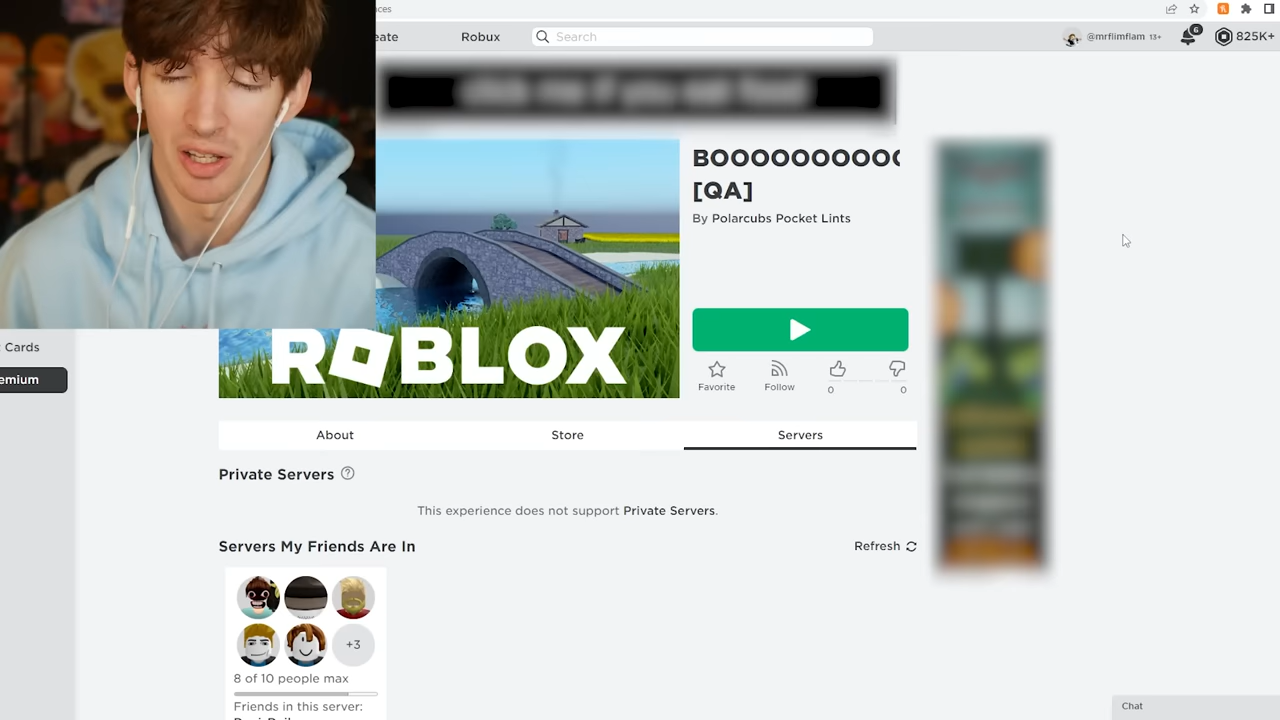 ces
eate
Robux
Search
@mrflimflam 13+
6
825K+
BOOOOOOOOOO
[QA]
By Polarcubs Pocket Lints
ROBLOX
Cards
emium
Favorite
Follow
0
0
About
Store
Servers
Private Servers ?
This experience does not support Private Servers.
Servers My Friends Are In
Refresh
+3
8 of 10 people max
Friends in this server:
Chat